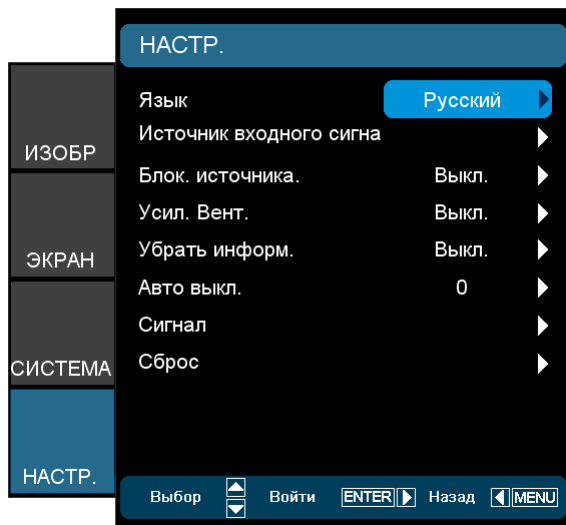 НАСТР.
Язык Русский
Источник входного сигна
Блок. источника. Выкл.
Усил. Вент. Выкл.
Убрать информ. Выкл.
Авто выкл. 0
Сигнал
Сброс
ИЗОБР
ЭКРАН
СИСТЕМА
НАСТР.
Выбор Войти ENTER Назад MENU